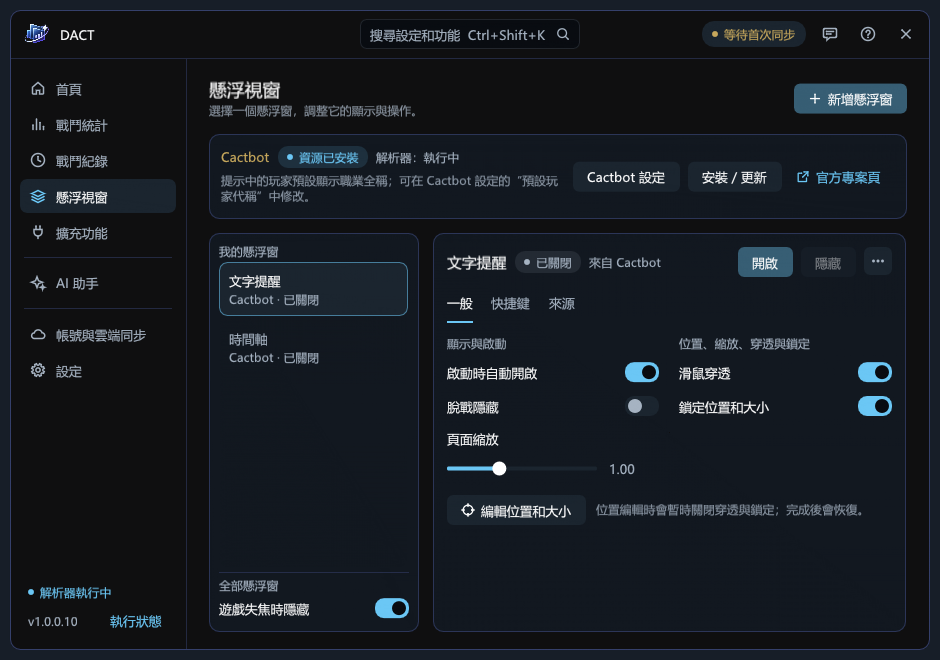 DACT
搜尋設定和功能 Ctrl+Shift+K
等待首次同步
首頁
戰鬥統計
戰鬥紀錄
懸浮視窗
擴充功能
AI 助手
帳號與雲端同步
設定
解析器執行中
v1.0.0.10 執行狀態
懸浮視窗
選擇一個懸浮窗，調整它的顯示與操作。
新增懸浮窗
Cactbot 資源已安裝 解析器：執行中
提示中的玩家預設顯示職業全稱；可在 Cactbot 設定的“預設玩
家代稱”中修改。
Cactbot 設定
安裝 / 更新
官方專案頁
我的懸浮窗
文字提醒
Cactbot · 已關閉
時間軸
Cactbot · 已關閉
全部懸浮窗
遊戲失焦時隱藏
文字提醒 已關閉 來自 Cactbot
開啟
隱藏
一般 快捷鍵 來源
顯示與啟動
啟動時自動開啟
脫戰隱藏
頁面縮放
1.00
位置、縮放、穿透與鎖定
滑鼠穿透
鎖定位置和大小
編輯位置和大小
位置編輯時會暫時關閉穿透與鎖定；完成後會恢復。